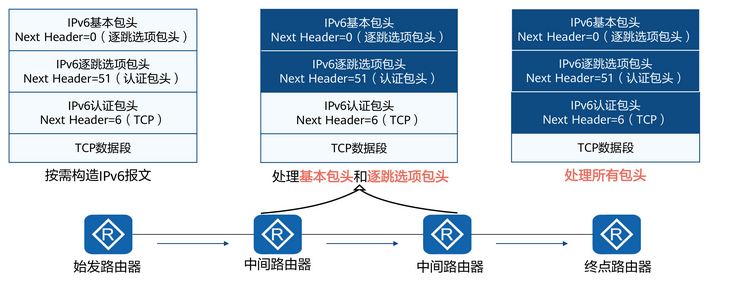 IPv6基本包头
Next Header=0（逐跳选项包头）
IPv6逐跳选项包头
Next Header=51（认证包头）
IPv6认证包头
Next Header=6（TCP）
TCP数据段
按需构造IPv6报文
IPv6基本包头
Next Header=0（逐跳选项包头）
IPv6逐跳选项包头
Next Header=51（认证包头）
IPv6认证包头
Next Header=6（TCP）
TCP数据段
处理基本包头和逐跳选项包头
IPv6基本包头
Next Header=0（逐跳选项包头）
IPv6逐跳选项包头
Next Header=51（认证包头）
IPv6认证包头
Next Header=6（TCP）
TCP数据段
处理所有包头
R
R
R
R
始发路由器
中间路由器
中间路由器
终点路由器